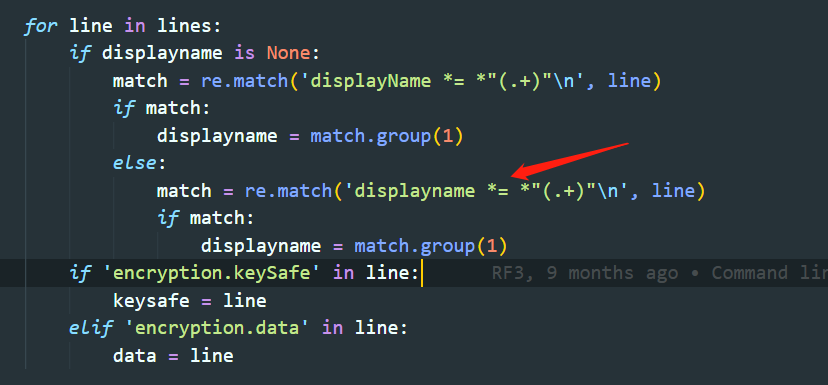 for line in lines:
    if displayname is None:
        match = re.match('displayName *= *"(.+)"\n', line)
        if match:
            displayname = match.group(1)
        else:
            match = re.match('displayname *= *"(.+)"\n', line)
            if match:
                displayname = match.group(1)
    if 'encryption.keySafe' in line:    RF3, 9 months ago • Command lin
        keysafe = line
    elif 'encryption.data' in line:
        data = line